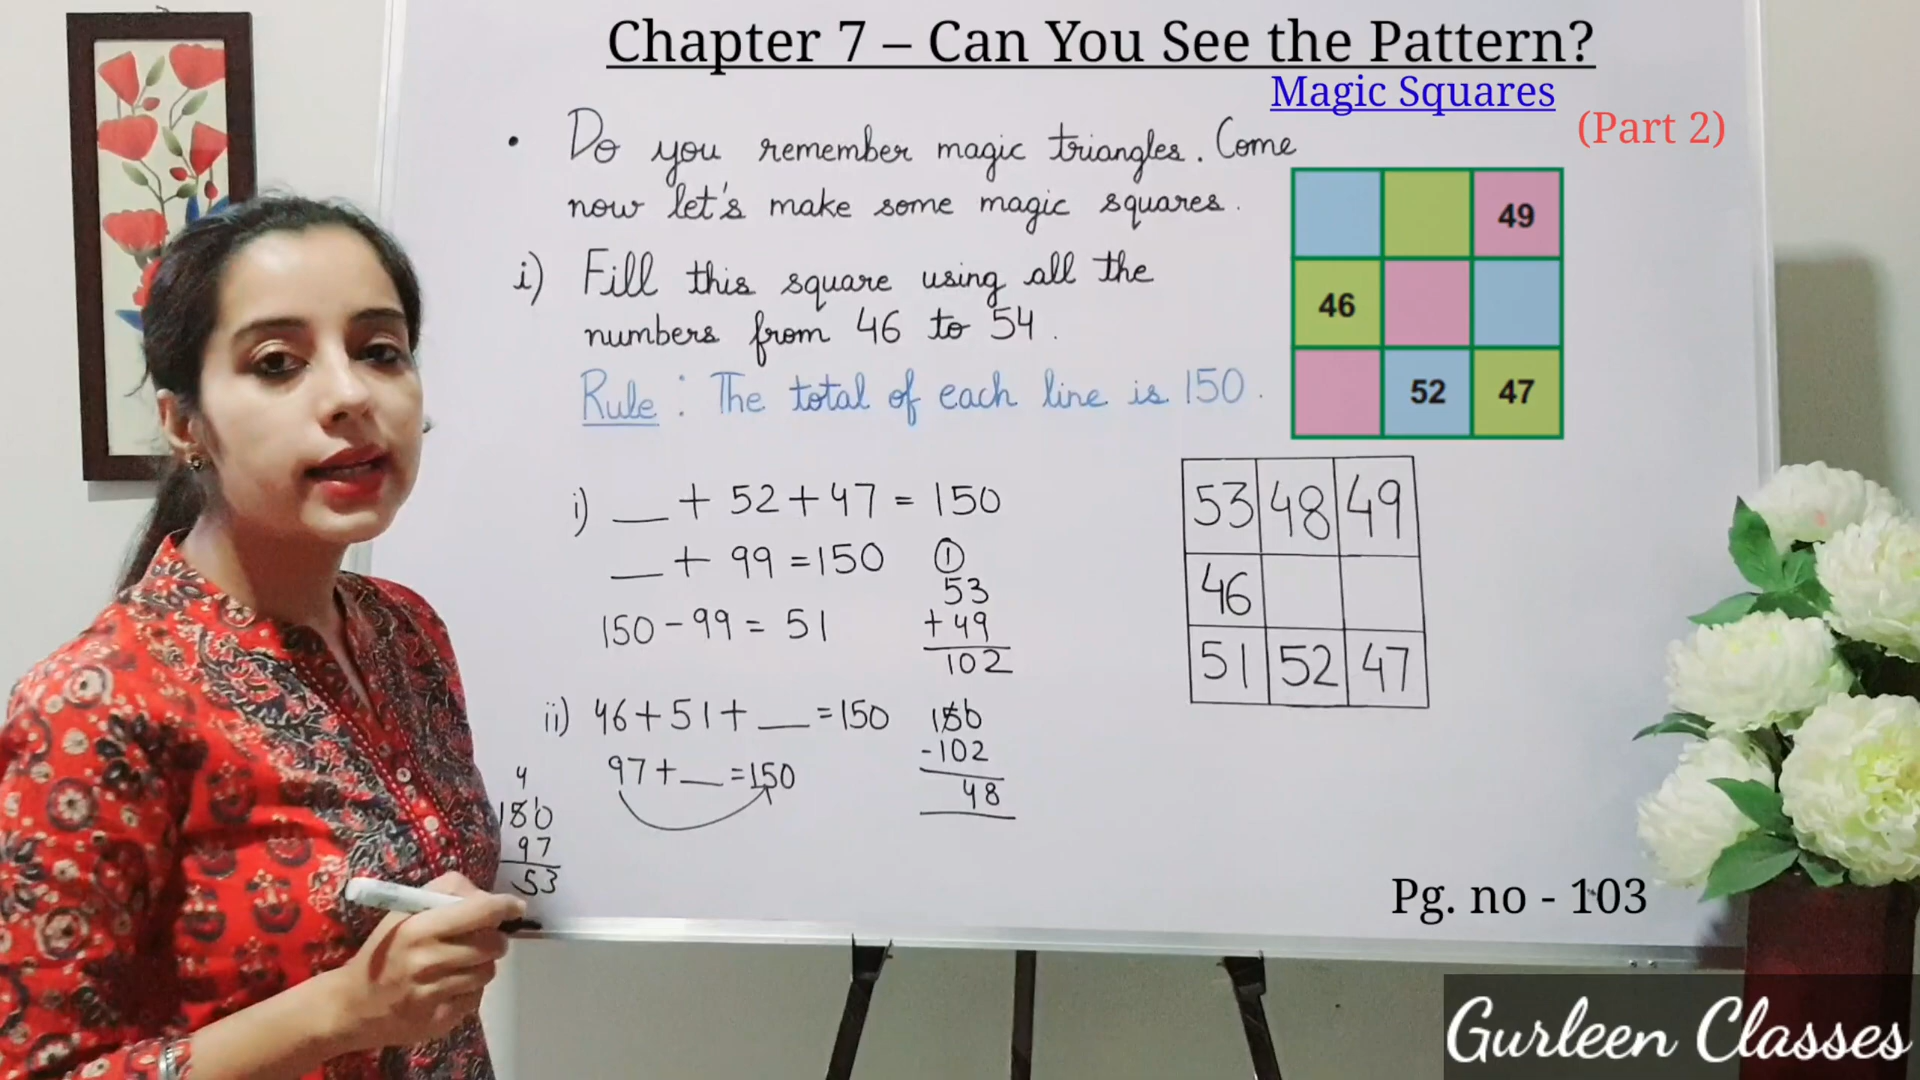 Chapter 7 – Can You See the Pattern?
Magic Squares
(Part 2)
• Do you remember magic triangles. Come
now let's make some magic squares.
i) Fill this square using all the
numbers from 46 to 54.
Rule: The total of each line is 150.
49
46
52 47
i) __ + 52 + 47 = 150
__ + 99 = 150
150 - 99 = 51
①
53
+ 49
102
ii) 46 + 51 + __ = 150
97 + __ = 150
4
150
97
53
150
- 102
48
53 48 49
46
51 52 47
Pg. no - 103
Gurleen Classes